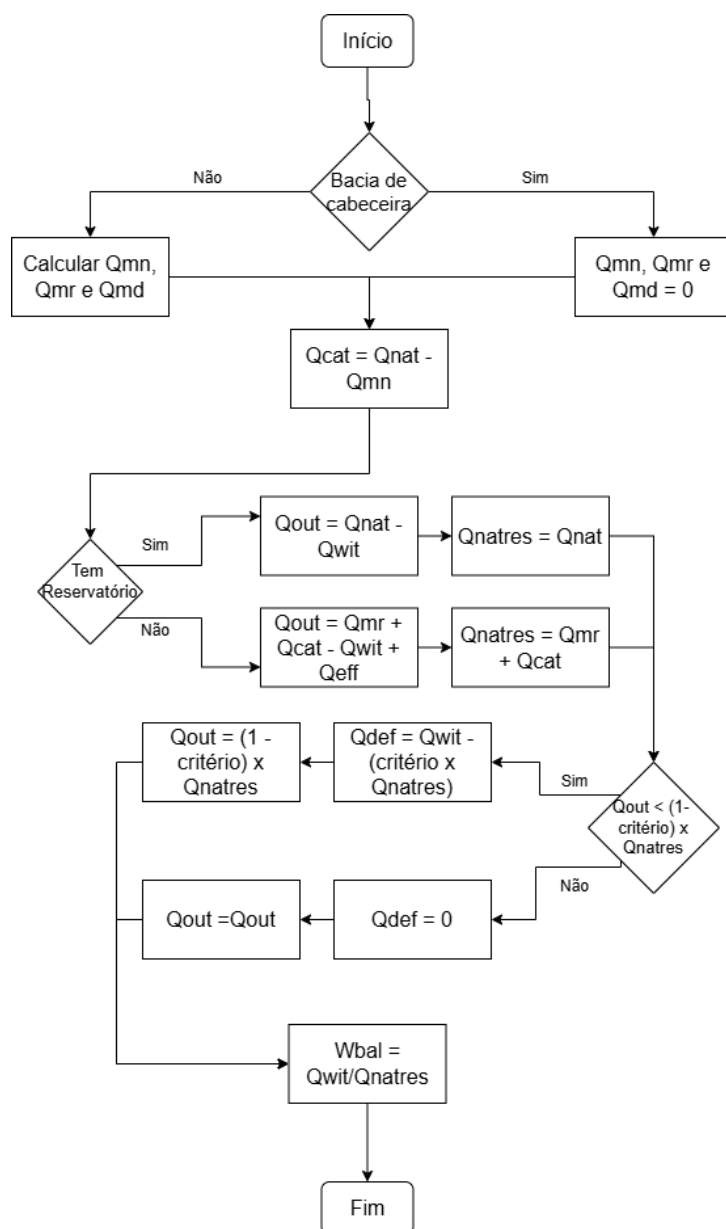 Início
Bacia de
cabeceira
Não
Sim
Calcular Qmn,
Qmr e Qmd
Qmn, Qmr e
Qmd = 0
Qcat = Qnat -
Qmn
Tem
Reservatório
Sim
Qout = Qnat -
Qwit
Qnatres = Qnat
Não
Qout = Qmr +
Qcat - Qwit +
Qeff
Qnatres = Qmr
+ Qcat
Qout < (1-
critério) x
Qnatres
Sim
Qdef = Qwit -
(critério x
Qnatres)
Qout = (1 -
critério) x
Qnatres
Não
Qdef = 0
Qout =Qout
Wbal =
Qwit/Qnatres
Fim